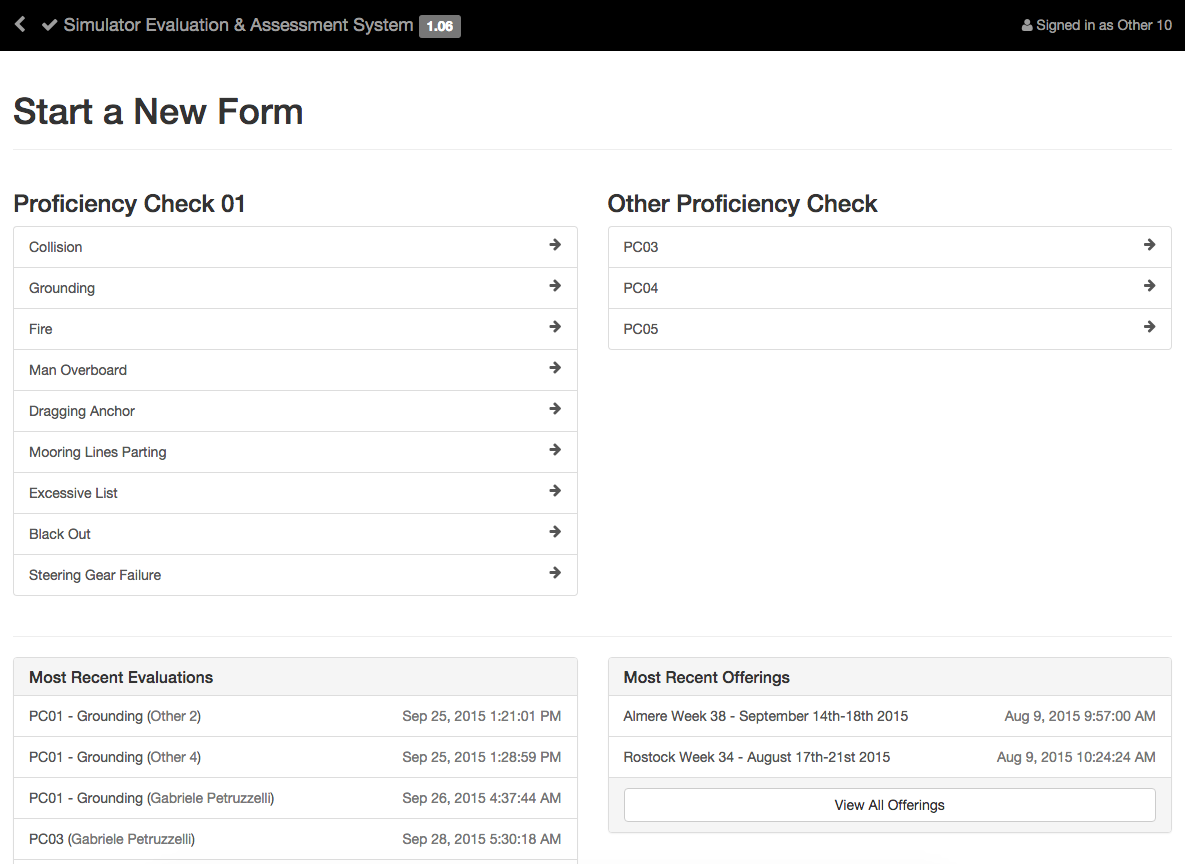 Simulator Evaluation & Assessment System 1.06
Signed in as Other 10
Start a New Form
Proficiency Check 01
Collision
Grounding
Fire
Man Overboard
Dragging Anchor
Mooring Lines Parting
Excessive List
Black Out
Steering Gear Failure
Other Proficiency Check
PC03
PC04
PC05
Most Recent Evaluations
PC01 - Grounding (Other 2) Sep 25, 2015 1:21:01 PM
PC01 - Grounding (Other 4) Sep 25, 2015 1:28:59 PM
PC01 - Grounding (Gabriele Petruzzelli) Sep 26, 2015 4:37:44 AM
PC03 (Gabriele Petruzzelli) Sep 28, 2015 5:30:18 AM
Most Recent Offerings
Almere Week 38 - September 14th-18th 2015 Aug 9, 2015 9:57:00 AM
Rostock Week 34 - August 17th-21st 2015 Aug 9, 2015 10:24:24 AM
View All Offerings